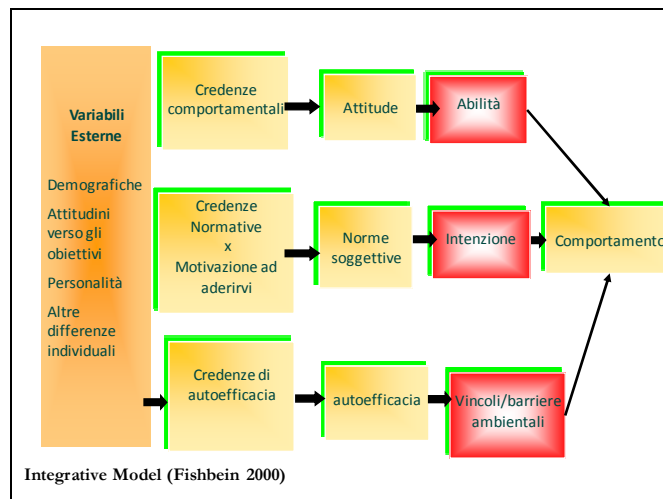 Variabili
Esterne
Demografiche
Attitudini
verso gli
obiettivi
Personalità
Altre
differenze
individuali
Credenze
comportamentali
Attitude
Abilità
Credenze
Normative
x
Motivazione ad
aderirvi
Norme
soggettive
Intenzione
Comportamento
Credenze di
autoefficacia
autoefficacia
Vincoli/barriere
ambientali
Integrative Model (Fishbein 2000)